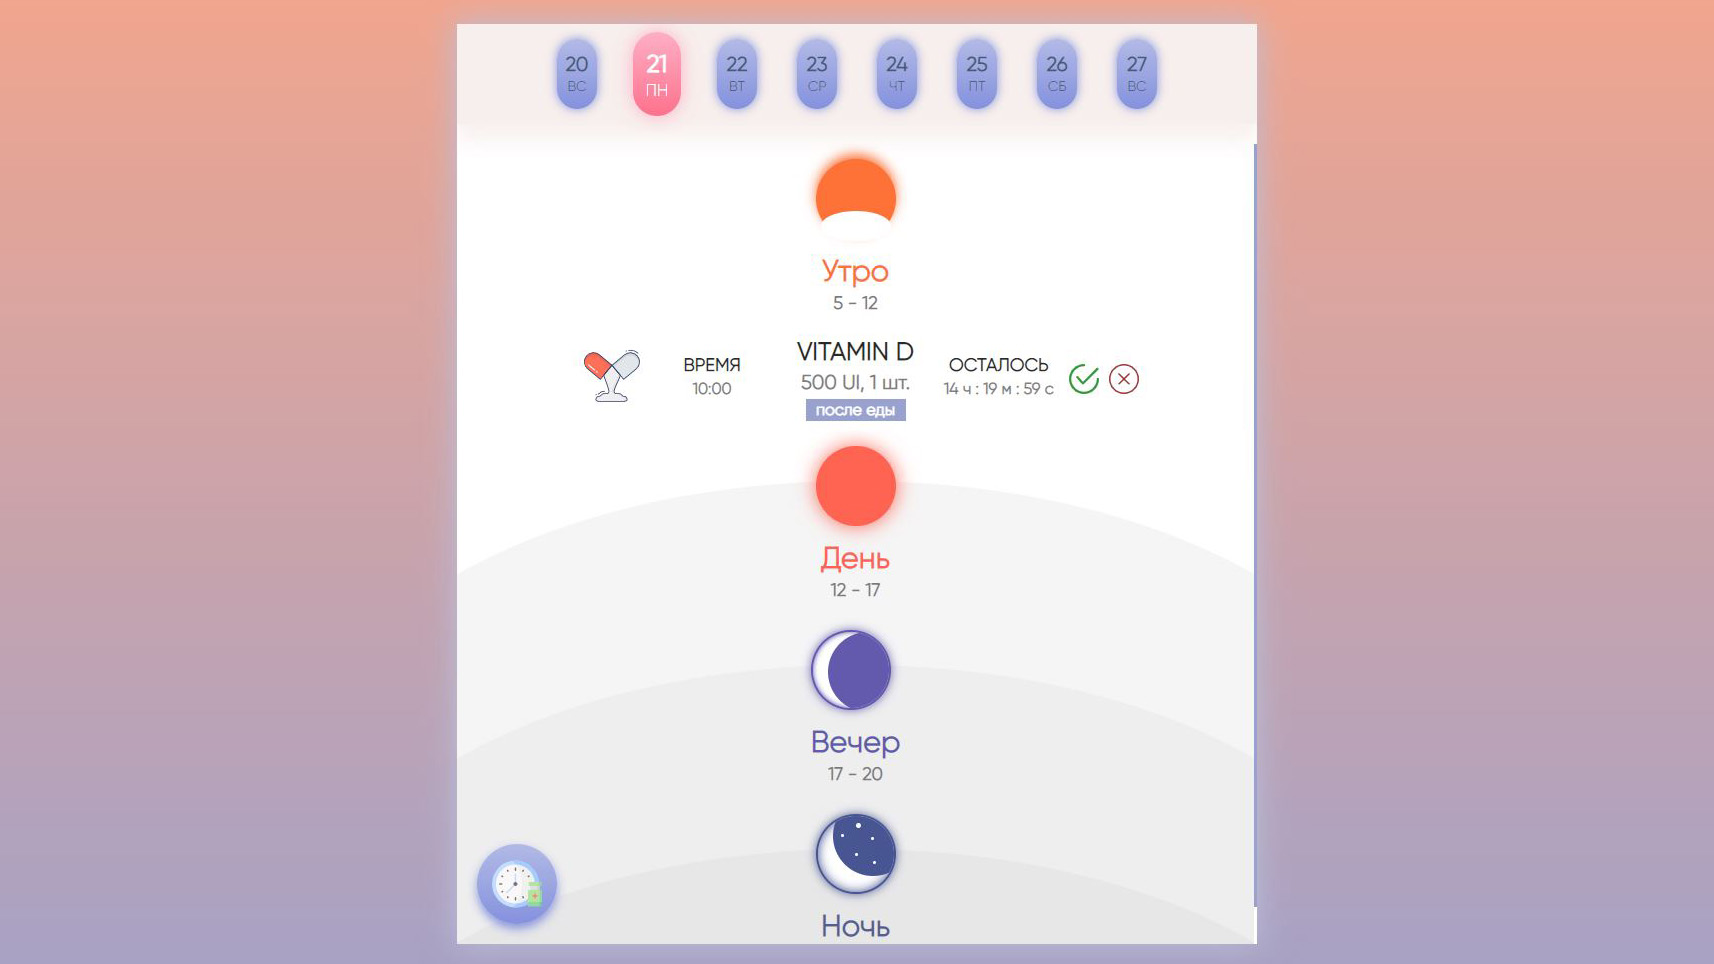 20 21 22 23 24 25 26 27
ВС ПН ВТ СР ЧТ ПТ СБ ВС
Утро
5 - 12
ВРЕМЯ
10:00
VITAMIN D
500 UI, 1 шт.
после еды
ОСТАЛОСЬ
14 ч : 19 м : 59 с
День
12 - 17
Вечер
17 - 20
Ночь